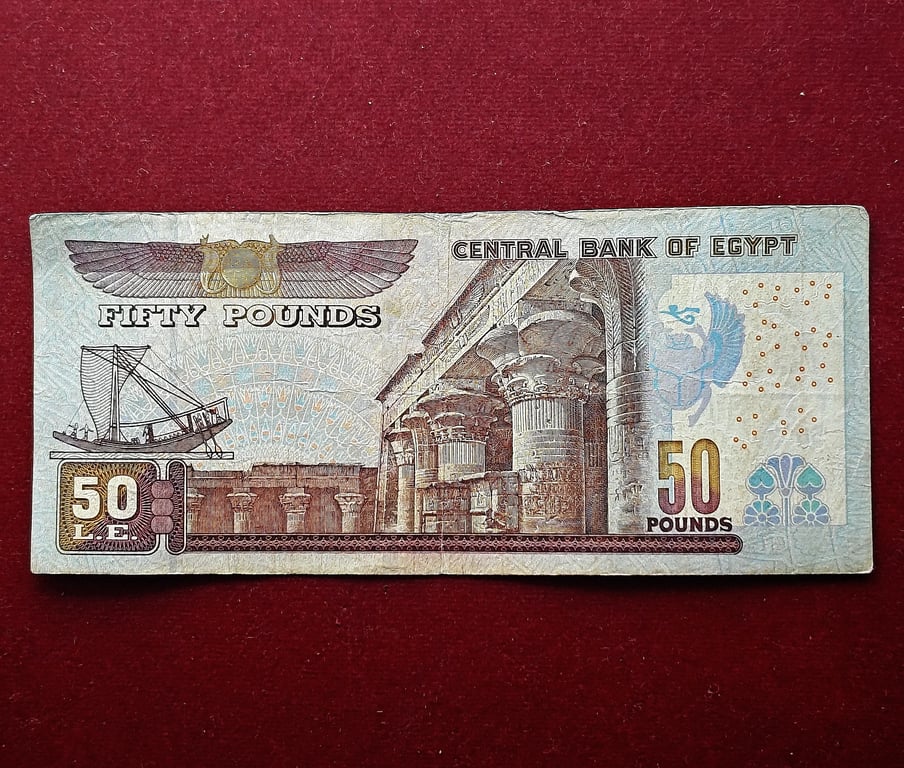 CENTRAL BANK OF EGYPT
FIFTY POUNDS
50
L.E.
50
POUNDS